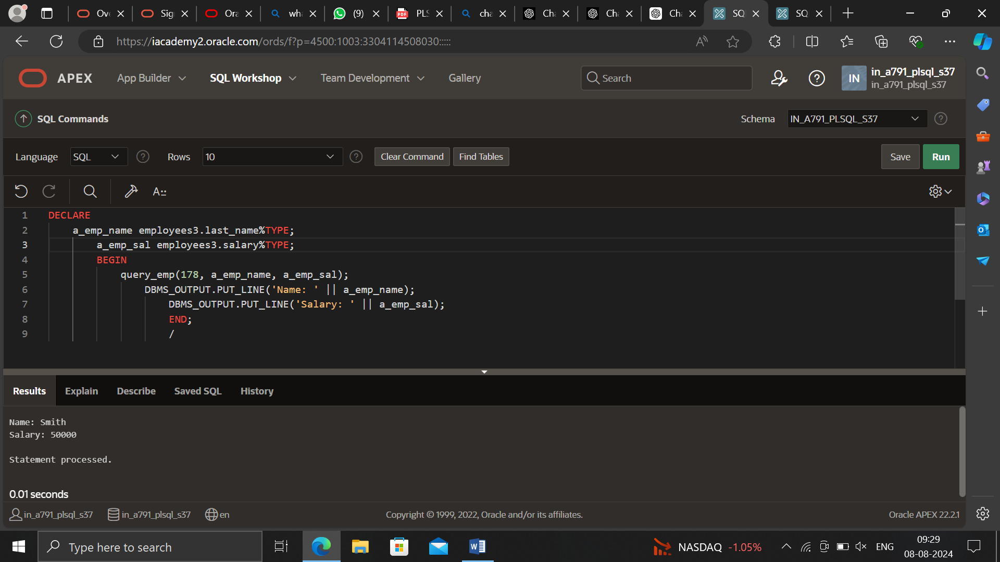 Ove
Sig
Ora
wha
(9)
PLS
cha
Cha
Cha
Cha
SQ
SQ
https://iacademy2.oracle.com/ords/f?p=4500:1003:3304114508030:::::
APEX
App Builder
SQL Workshop
Team Development
Gallery
Search
IN
in_a791_plsql_s37
in_a791_plsql_s37
SQL Commands
Schema
IN_A791_PLSQL_S37
Language
SQL
Rows
10
Clear Command
Find Tables
Save
Run
1 DECLARE
2 a_emp_name employees3.last_name%TYPE;
3 a_emp_sal employees3.salary%TYPE;
4 BEGIN
5 query_emp(178, a_emp_name, a_emp_sal);
6 DBMS_OUTPUT.PUT_LINE('Name: ' || a_emp_name);
7 DBMS_OUTPUT.PUT_LINE('Salary: ' || a_emp_sal);
8 END;
9 /
Results
Explain
Describe
Saved SQL
History
Name: Smith
Salary: 50000
Statement processed.
0.01 seconds
in_a791_plsql_s37
in_a791_plsql_s37
en
Copyright © 1999, 2022, Oracle and/or its affiliates.
Oracle APEX 22.2.1
Type here to search
NASDAQ -1.05%
ENG
09:29
08-08-2024